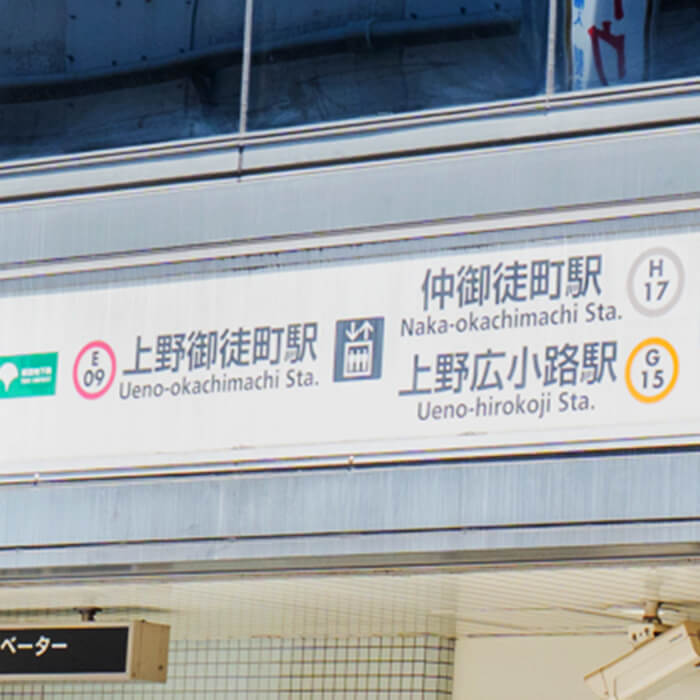 E
09
上野御徒町駅
Ueno-okachimachi Sta.
仲御徒町駅
Naka-okachimachi Sta.
H
17
上野広小路駅
Ueno-hirokoji Sta.
G
15
ベーター